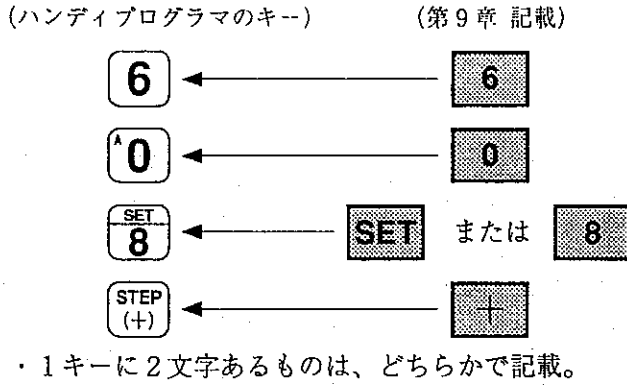 (ハンディプログラマのキー) (第9章 記載)
6 6
A0 0
SET
8 SET または 8
STEP
(+) +
・1キーに2文字あるものは、どちらかで記載。